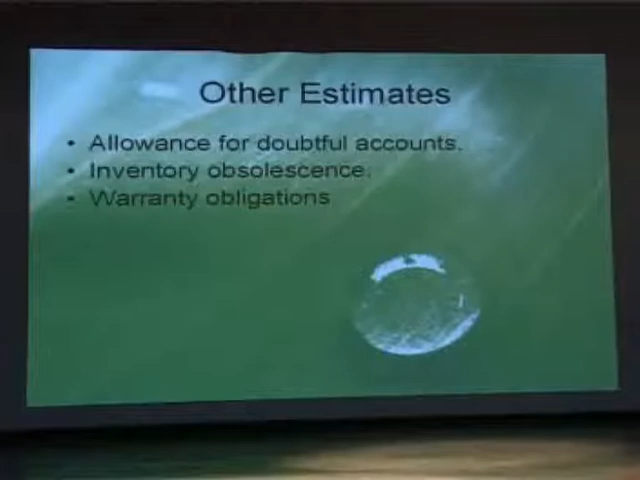 Other Estimates
• Allowance for doubtful accounts.
• Inventory obsolescence.
• Warranty obligations